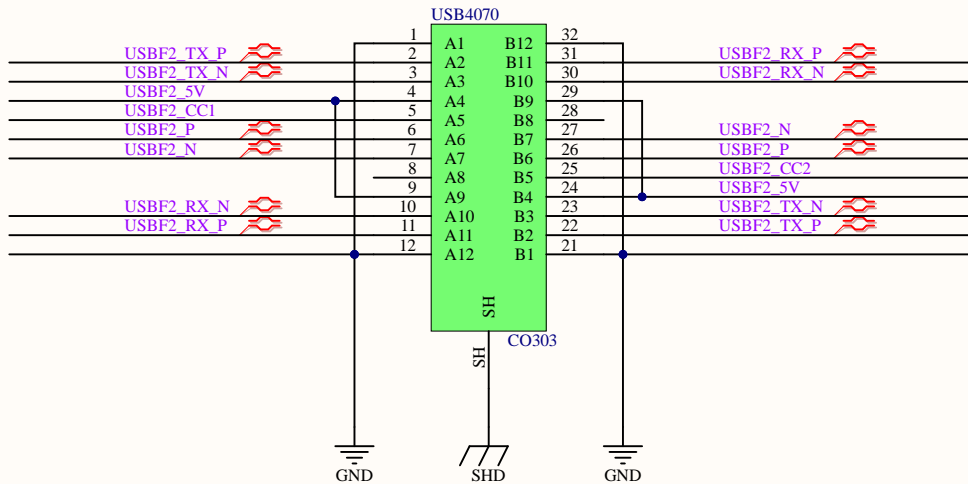 USB4070
1 A1 B12 32
USBF2_TX_P 2 A2 B11 31 USBF2_RX_P
USBF2_TX_N 3 A3 B10 30 USBF2_RX_N
USBF2_5V 4 A4 B9 29
USBF2_CC1 5 A5 B8 28
USBF2_P 6 A6 B7 27 USBF2_N
USBF2_N 7 A7 B6 26 USBF2_P
8 A8 B5 25 USBF2_CC2
9 A9 B4 24 USBF2_5V
USBF2_RX_N 10 A10 B3 23 USBF2_TX_N
USBF2_RX_P 11 A11 B2 22 USBF2_TX_P
12 A12 B1 21
SH
CO303
SH
GND SHD GND